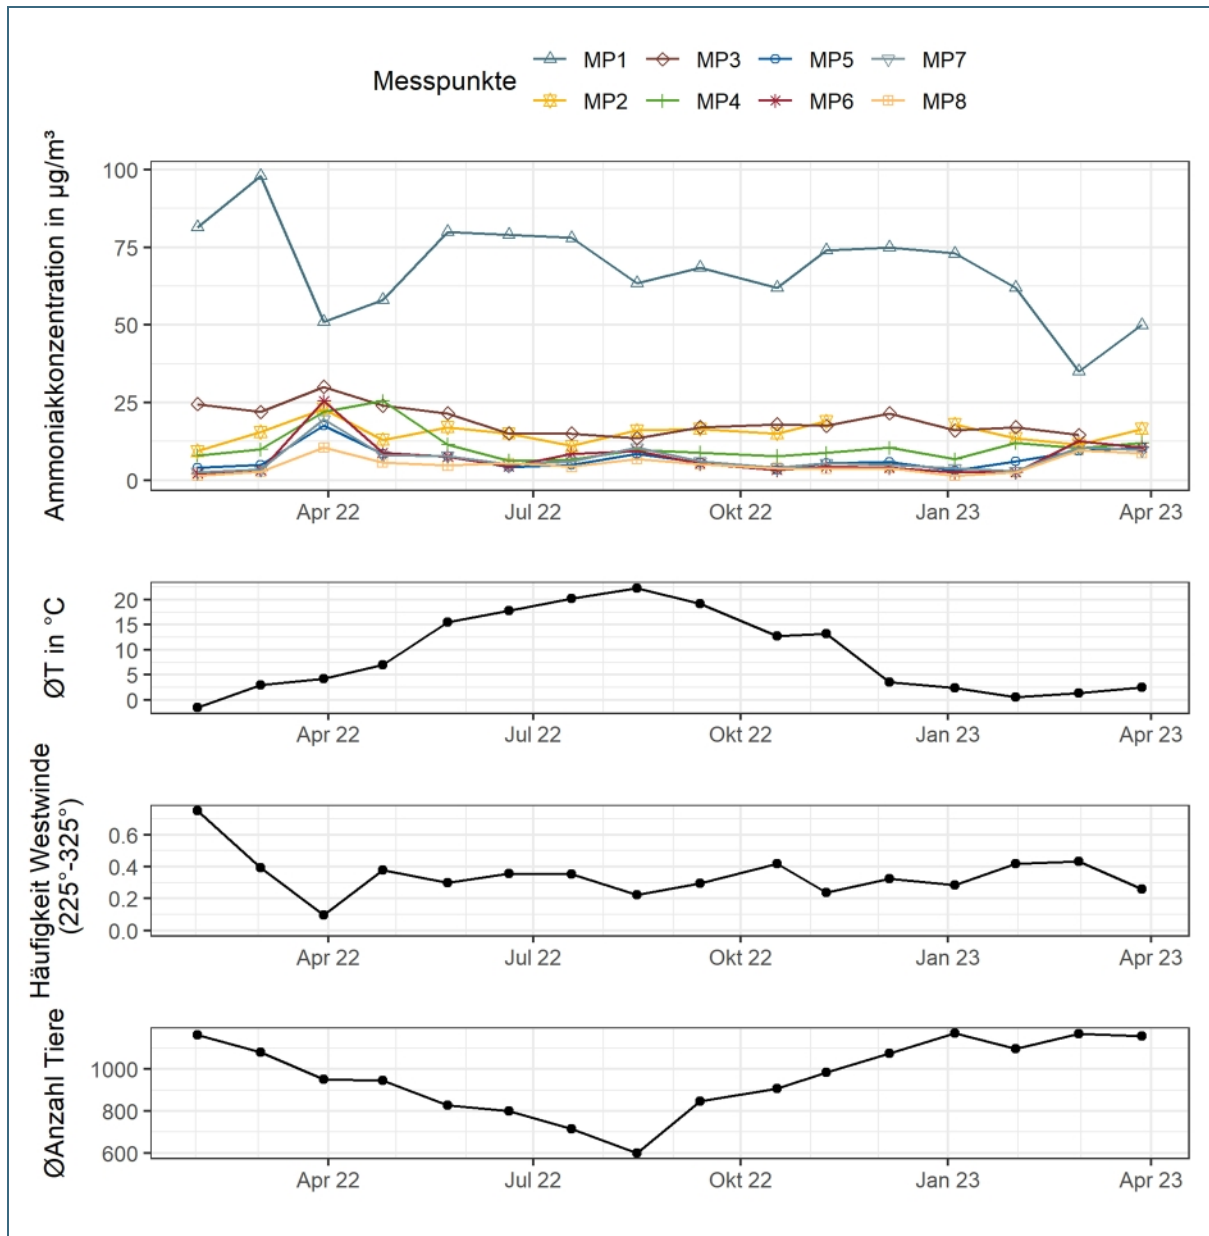 Messpunkte
MP1 MP3 MP5 MP7
MP2 MP4 MP6 MP8
Ammoniakkonzentration in µg/m³
100
75
50
25
0
Apr 22 Jul 22 Okt 22 Jan 23 Apr 23
ØT in °C
20
15
10
5
0
Apr 22 Jul 22 Okt 22 Jan 23 Apr 23
Häufigkeit Westwinde
(225°-325°)
0.6
0.4
0.2
0.0
Apr 22 Jul 22 Okt 22 Jan 23 Apr 23
ØAnzahl Tiere
1000
800
600
Apr 22 Jul 22 Okt 22 Jan 23 Apr 23